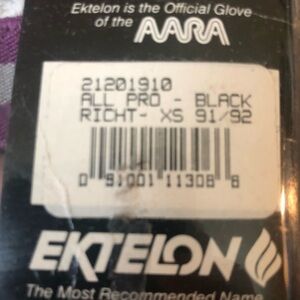 Ektelon is the Official Glove
of the AARA
21201910
ALL PRO - BLACK
RICHT- XS 91/92
0 91001 11308 8
EKTELON
The Most Recommended Name